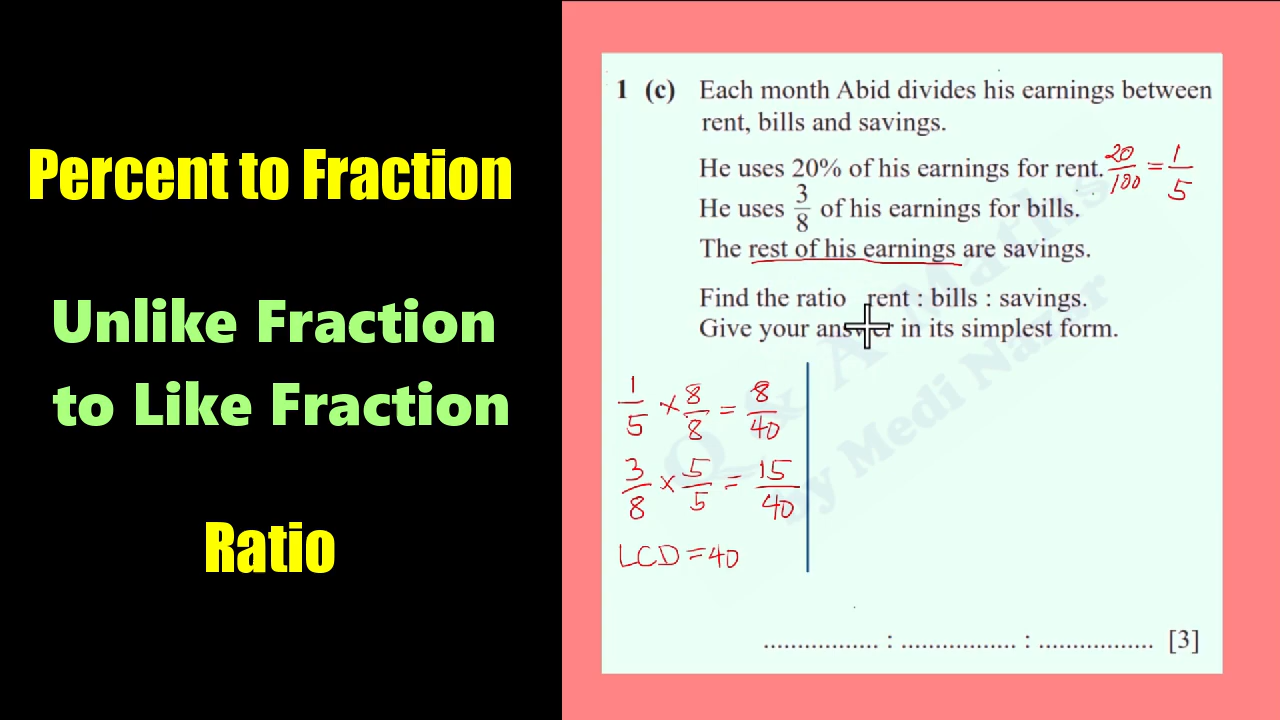 Percent to Fraction
Unlike Fraction
to Like Fraction
Ratio
1 (c) Each month Abid divides his earnings between
rent, bills and savings.
He uses 20% of his earnings for rent. 20/100 = 1/5
He uses 3/8 of his earnings for bills.
The rest of his earnings are savings.
Find the ratio rent : bills : savings.
Give your answer in its simplest form.
1/5 × 8/8 = 8/40
3/8 × 5/5 = 15/40
LCD = 40
................. : ................. : ................. [3]
Q & A Maths
by Medi Nazar